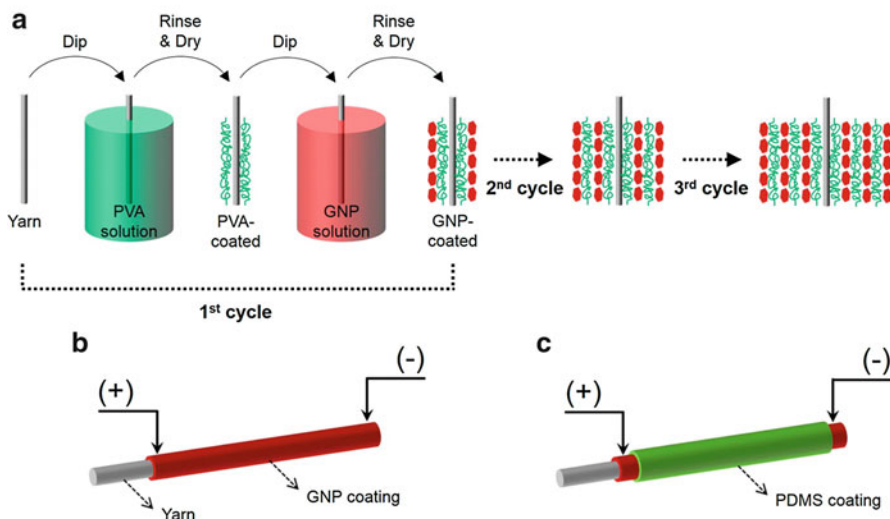 a
Dip
Rinse
& Dry
Dip
Rinse
& Dry
Yarn
PVA
solution
PVA-
coated
GNP
solution
GNP-
coated
2nd cycle
3rd cycle
1st cycle
b
(+)
(-)
Yarn
GNP coating
c
(+)
(-)
PDMS coating